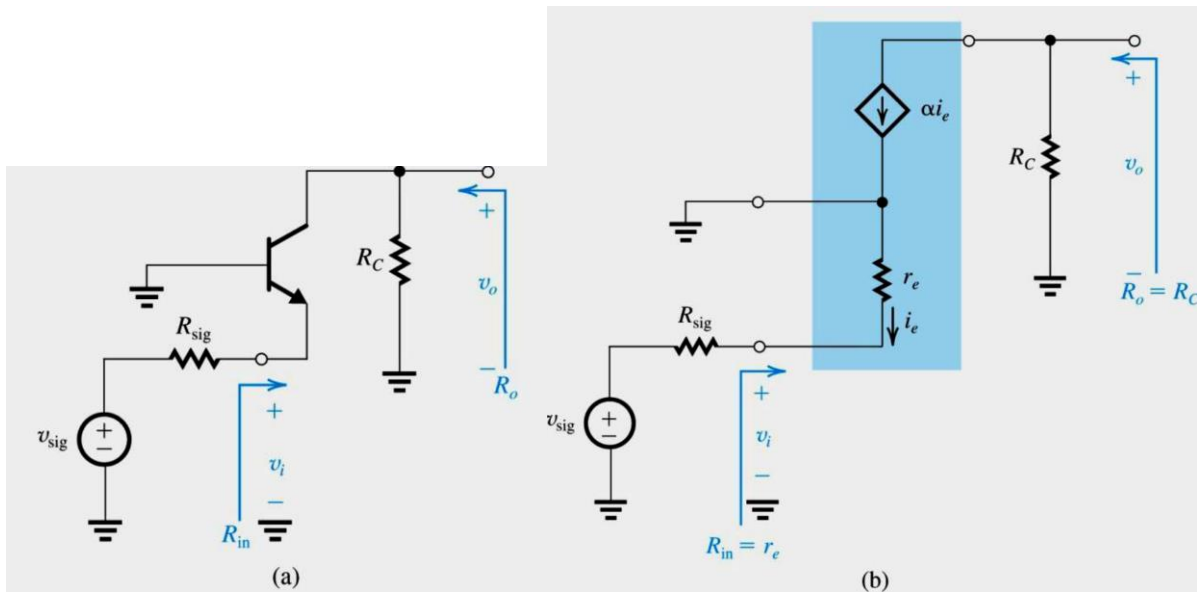 R_C
+
v_o
−
R_o
R_sig
v_sig
+
−
+
v_i
−
R_in
(a)
αi_e
R_C
+
v_o
−
R_o = R_C
r_e
i_e
R_sig
v_sig
+
−
+
v_i
−
R_in = r_e
(b)